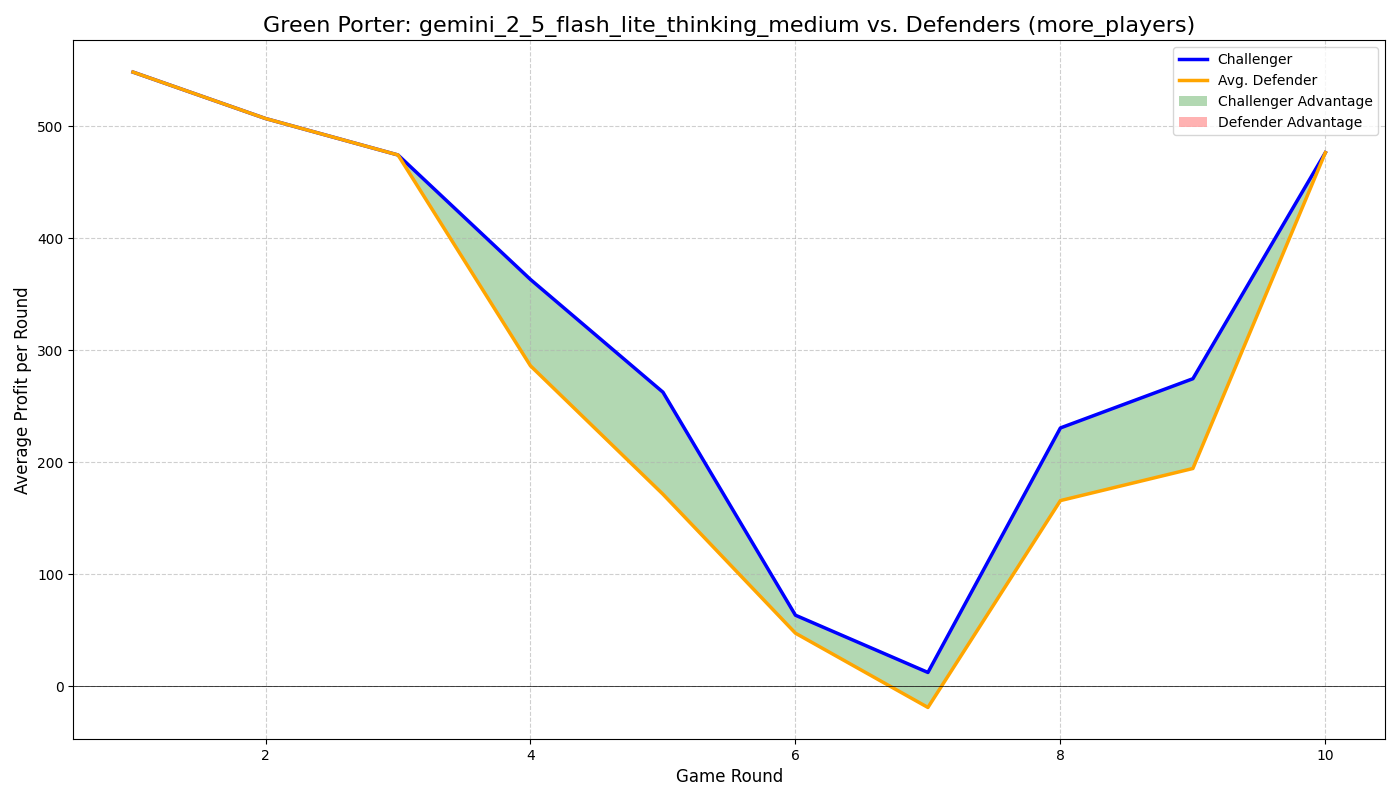 Green Porter: gemini_2_5_flash_lite_thinking_medium vs. Defenders (more_players)
Challenger
Avg. Defender
Challenger Advantage
Defender Advantage
Average Profit per Round
500
400
300
200
100
0
2
4
6
8
10
Game Round